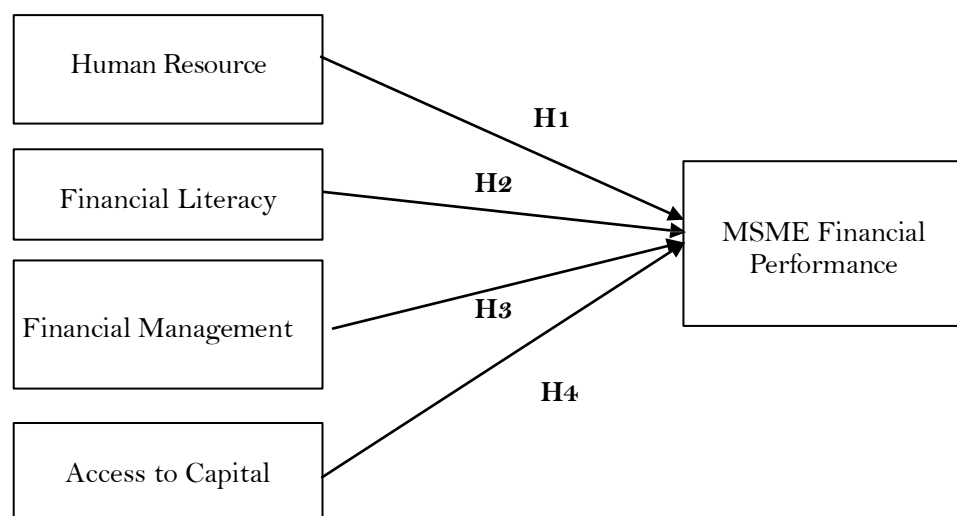 Human Resource
H1
Financial Literacy
H2
MSME Financial
Performance
Financial Management
H3
H4
Access to Capital